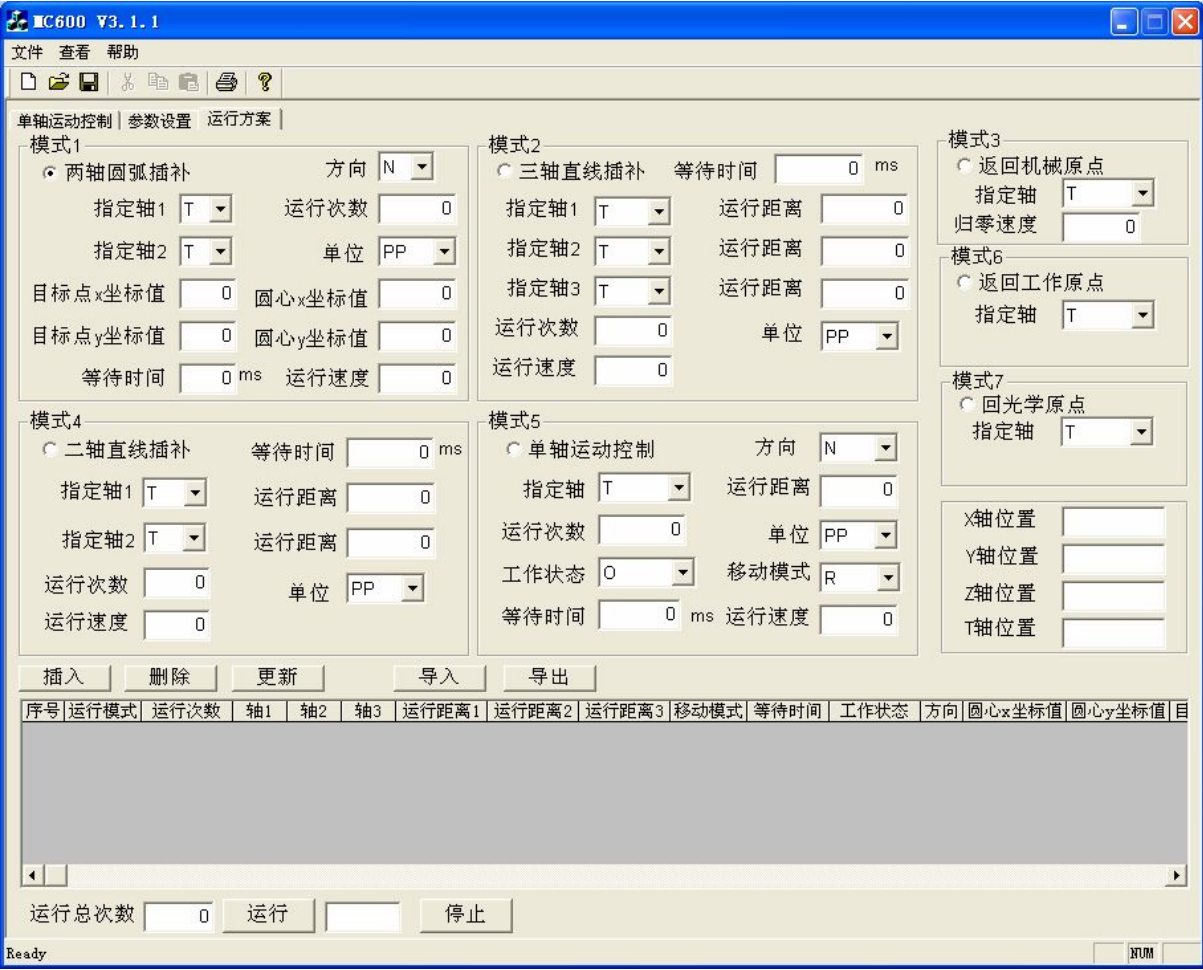 MC600 V3.1.1
文件 查看 帮助
单轴运动控制 参数设置 运行方案
模式1
两轴圆弧插补 方向 N
指定轴1 T 运行次数 0
指定轴2 T 单位 PP
目标点x坐标值 0 圆心x坐标值 0
目标点y坐标值 0 圆心y坐标值 0
等待时间 0 ms 运行速度 0
模式2
三轴直线插补 等待时间 0 ms
指定轴1 T 运行距离 0
指定轴2 T 运行距离 0
指定轴3 T 运行距离 0
运行次数 0 单位 PP
运行速度 0
模式3
返回机械原点
指定轴 T
归零速度 0
模式6
返回工作原点
指定轴 T
模式7
回光学原点
指定轴 T
模式4
二轴直线插补 等待时间 0 ms
指定轴1 T 运行距离 0
指定轴2 T 运行距离 0
运行次数 0 单位 PP
运行速度 0
模式5
单轴运动控制 方向 N
指定轴 T 运行距离 0
运行次数 0 单位 PP
工作状态 O 移动模式 R
等待时间 0 ms 运行速度 0
X轴位置
Y轴位置
Z轴位置
T轴位置
插入 删除 更新 导入 导出
序号 运行模式 运行次数 轴1 轴2 轴3 运行距离1 运行距离2 运行距离3 移动模式 等待时间 工作状态 方向 圆心x坐标值 圆心y坐标值 目
运行总次数 0 运行 停止
Ready NUM